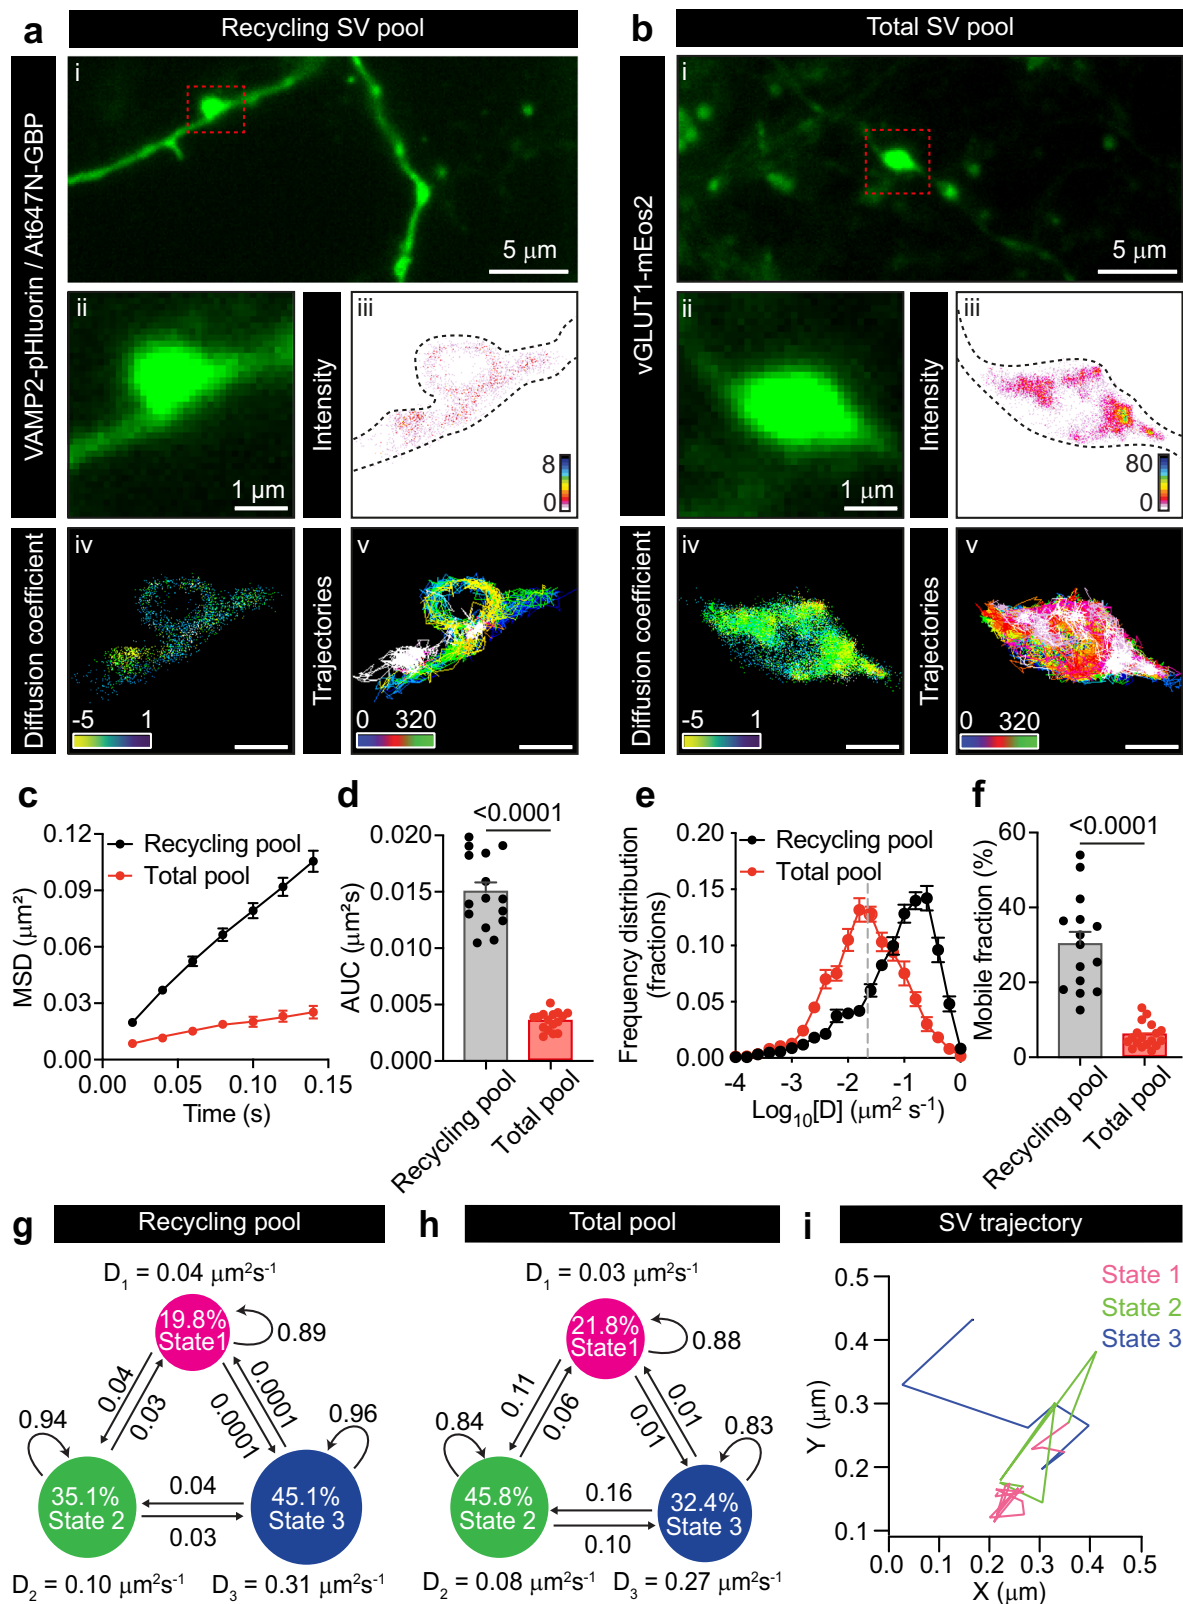 a
Recycling SV pool
VAMP2-pHluorin / At647N-GBP
i
5 μm
ii
1 μm
Intensity
iii
8
0
Diffusion coefficient
iv
-5 1
Trajectories
v
0 320
b
Total SV pool
vGLUT1-mEos2
i
5 μm
ii
1 μm
Intensity
iii
80
0
Diffusion coefficient
iv
-5 1
Trajectories
v
0 320
c
MSD (μm²)
0.12
0.09
0.06
0.03
0.00
Recycling pool
Total pool
0.00 0.05 0.10 0.15
Time (s)
d
<0.0001
AUC (μm²s)
0.020
0.015
0.010
0.005
0.000
Recycling pool
Total pool
e
Frequency distribution
(fractions)
0.20
0.15
0.10
0.05
0.00
Recycling pool
Total pool
-4 -3 -2 -1 0
Log₁₀[D] (μm² s⁻¹)
f
<0.0001
Mobile fraction (%)
60
40
20
0
Recycling pool
Total pool
g
Recycling pool
D₁ = 0.04 μm²s⁻¹
19.8%
State1
0.89
0.04
0.03
0.0001
0.0001
0.94
0.96
35.1%
State 2
0.04
0.03
45.1%
State 3
D₂ = 0.10 μm²s⁻¹
D₃ = 0.31 μm²s⁻¹
h
Total pool
D₁ = 0.03 μm²s⁻¹
21.8%
State1
0.88
0.11
0.06
0.01
0.01
0.84
0.83
45.8%
State 2
0.16
0.10
32.4%
State 3
D₂ = 0.08 μm²s⁻¹
D₃ = 0.27 μm²s⁻¹
i
SV trajectory
State 1
State 2
State 3
Y (μm)
0.5
0.4
0.3
0.2
0.1
0.0 0.1 0.2 0.3 0.4 0.5
X (μm)